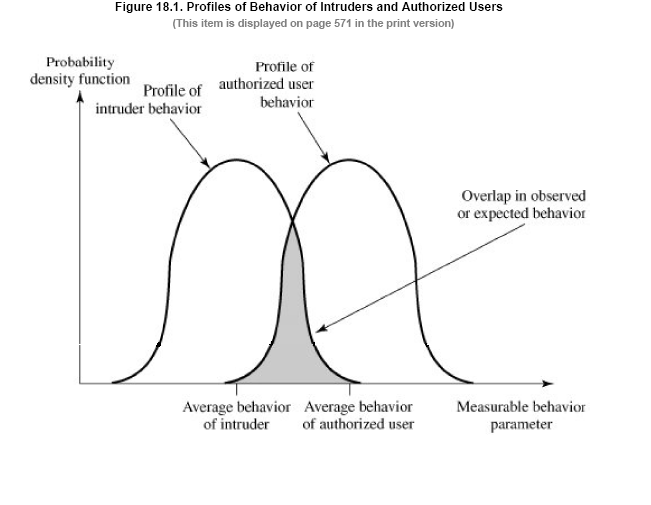 Figure 18.1. Profiles of Behavior of Intruders and Authorized Users
(This item is displayed on page 571 in the print version)
Probability
density function
Profile of
intruder behavior
Profile of
authorized user
behavior
Overlap in observed
or expected behavior
Average behavior
of intruder
Average behavior
of authorized user
Measurable behavior
parameter